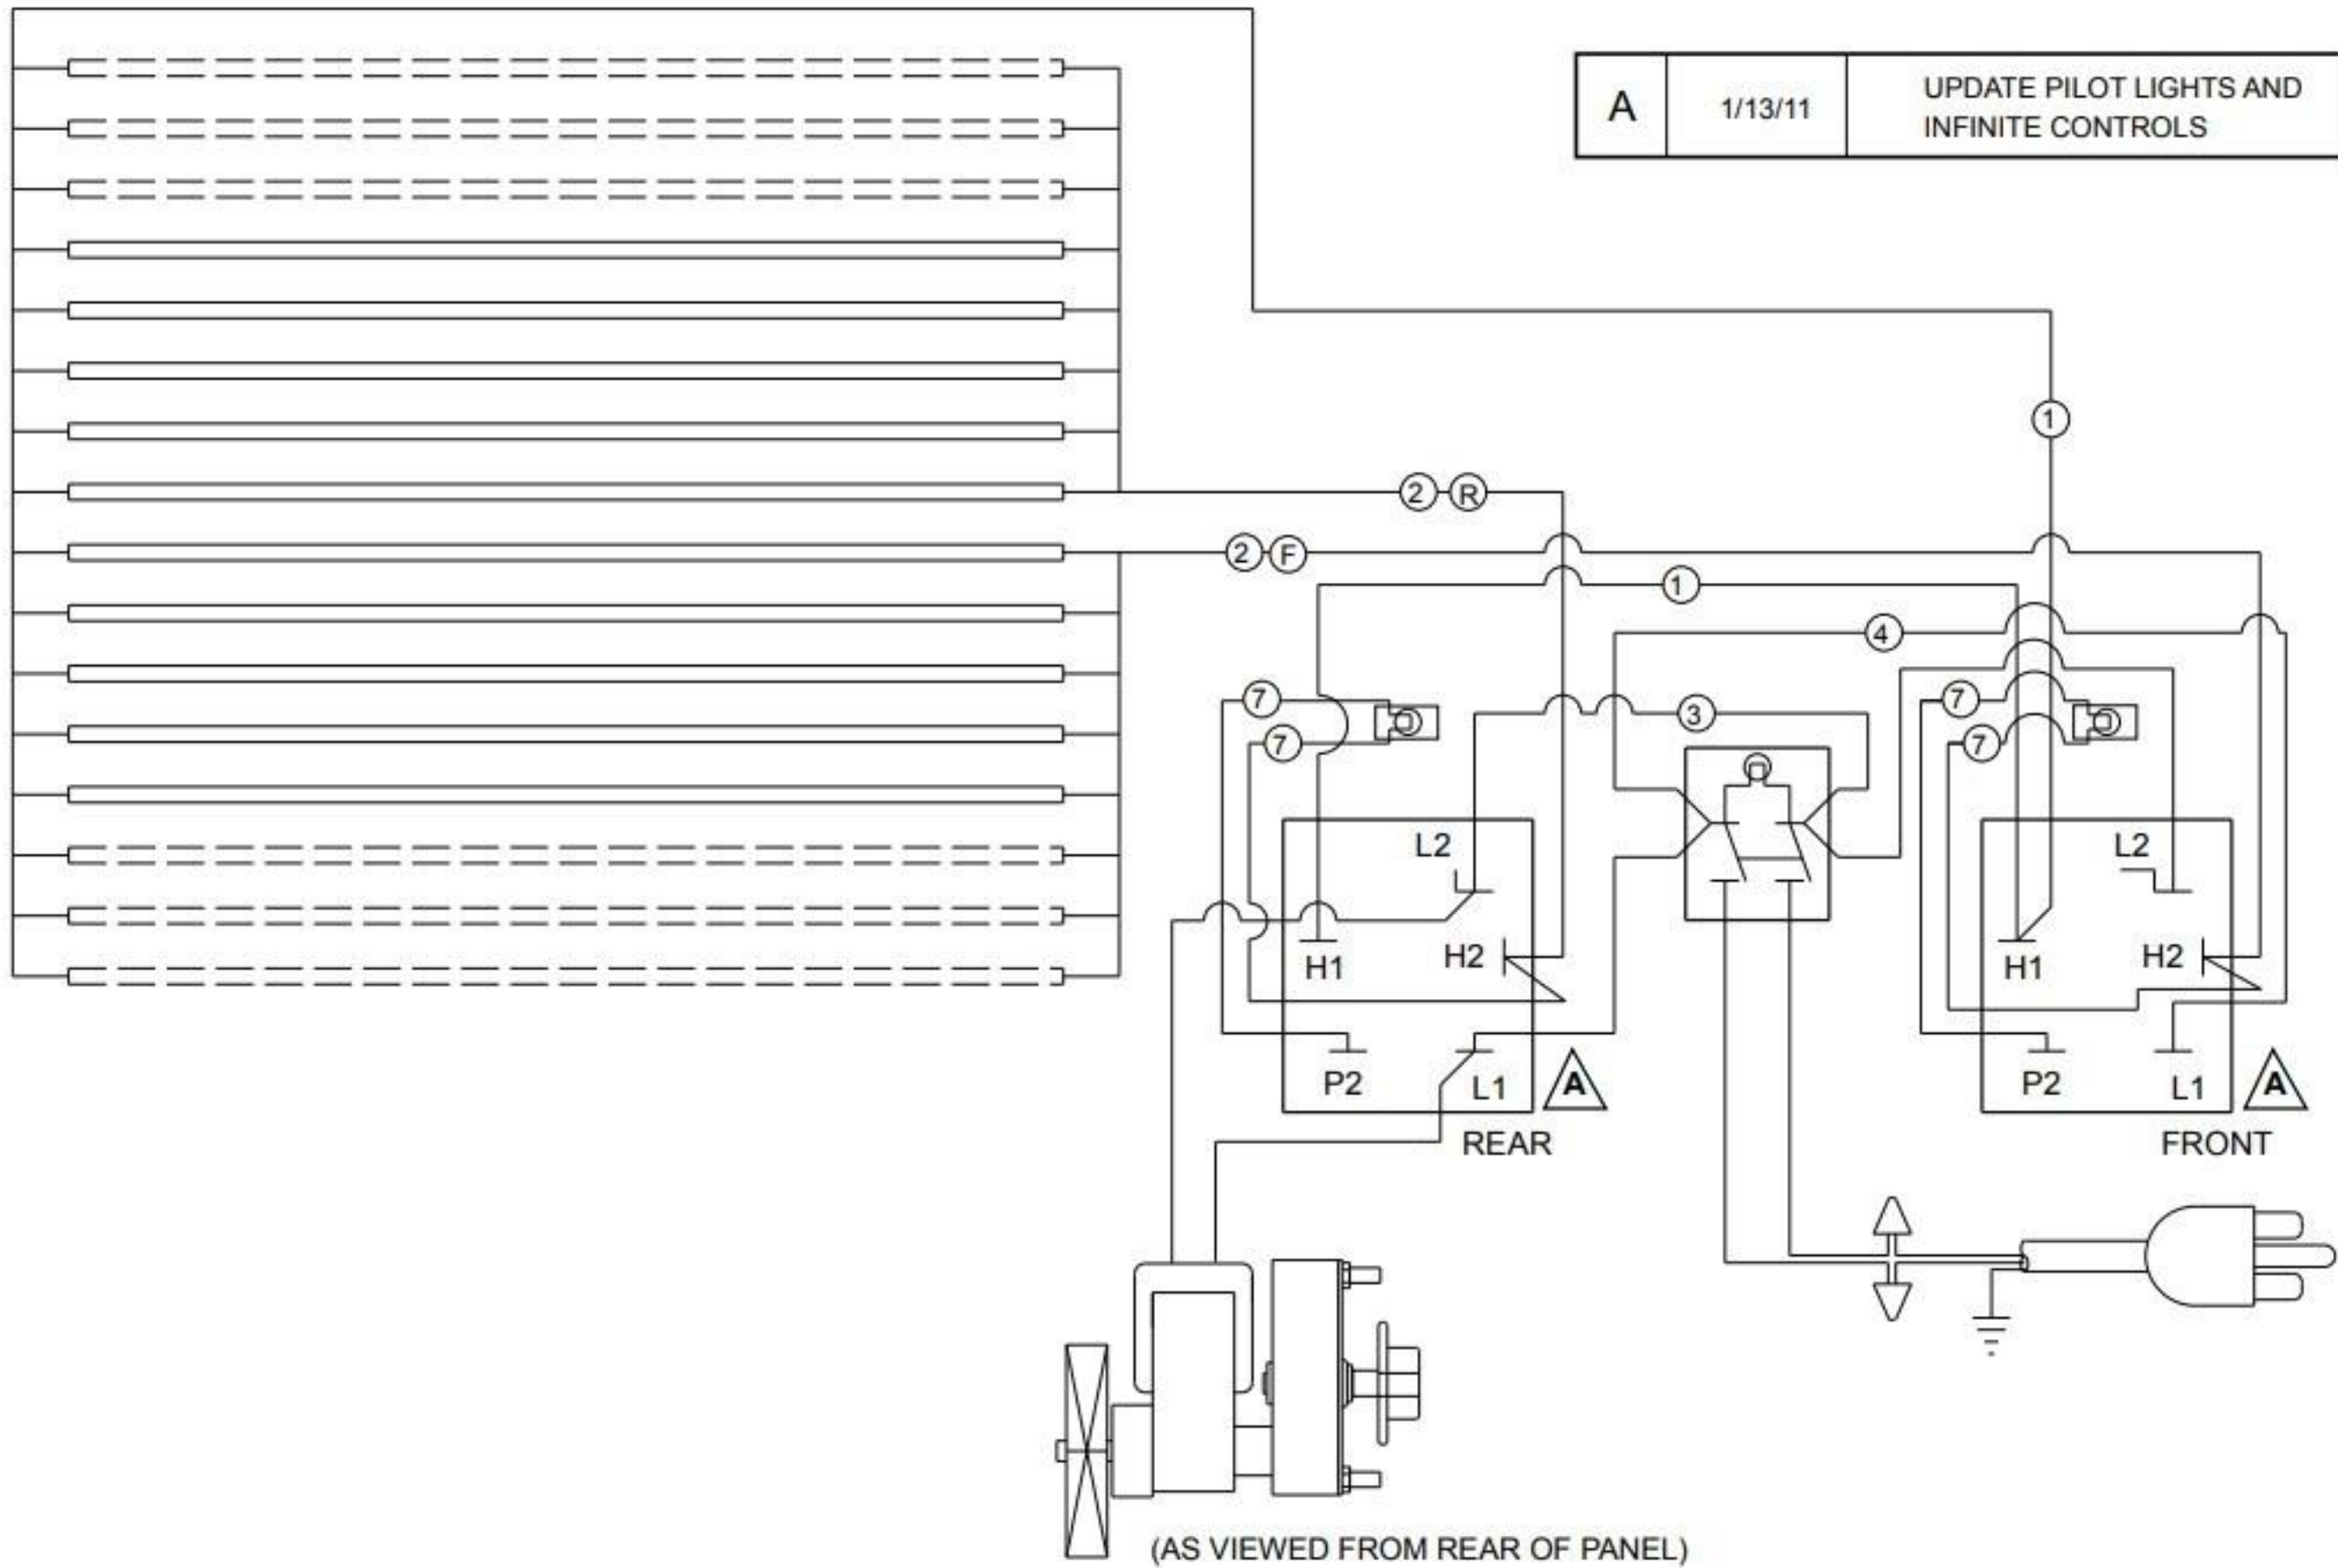 A 1/13/11 UPDATE PILOT LIGHTS AND
INFINITE CONTROLS
1
2 R
2 F
1
4
7
7
3
7
7
L2
L2
H1
H2
H1
H2
P2
L1
A
P2
L1
A
REAR
FRONT
(AS VIEWED FROM REAR OF PANEL)